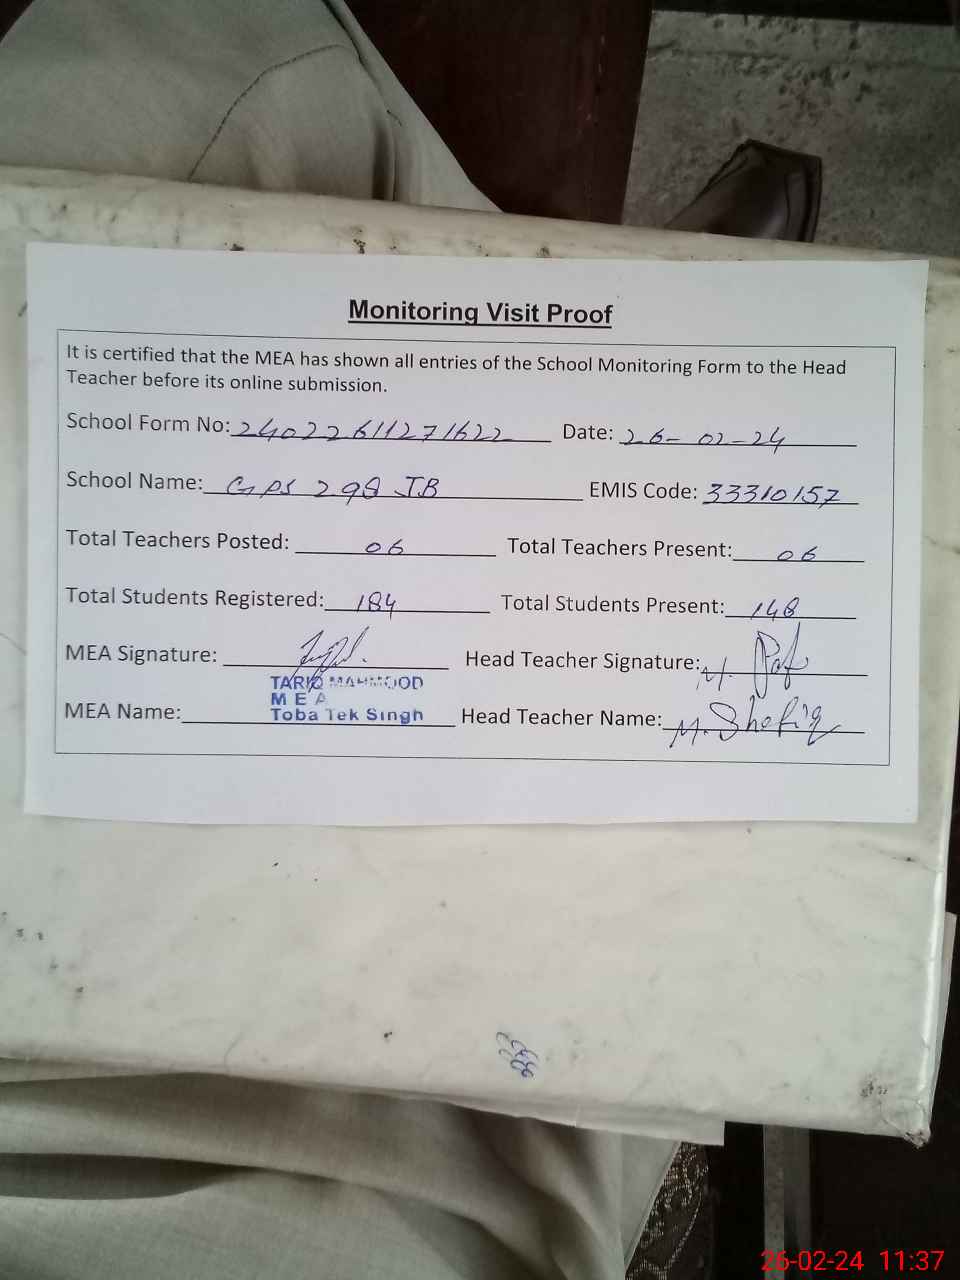 Monitoring Visit Proof
It is certified that the MEA has shown all entries of the School Monitoring Form to the Head
Teacher before its online submission.
School Form No: 24022611271622 Date: 26-02-24
School Name: GPS 298 JB EMIS Code: 33310157
Total Teachers Posted: 06 Total Teachers Present: 06
Total Students Registered: 184 Total Students Present: 148
MEA Signature: Head Teacher Signature: M.
TARIQ MAHMOOD
M E A
MEA Name: Toba Tek Singh Head Teacher Name: M. Shafiq
26-02-24 11:37